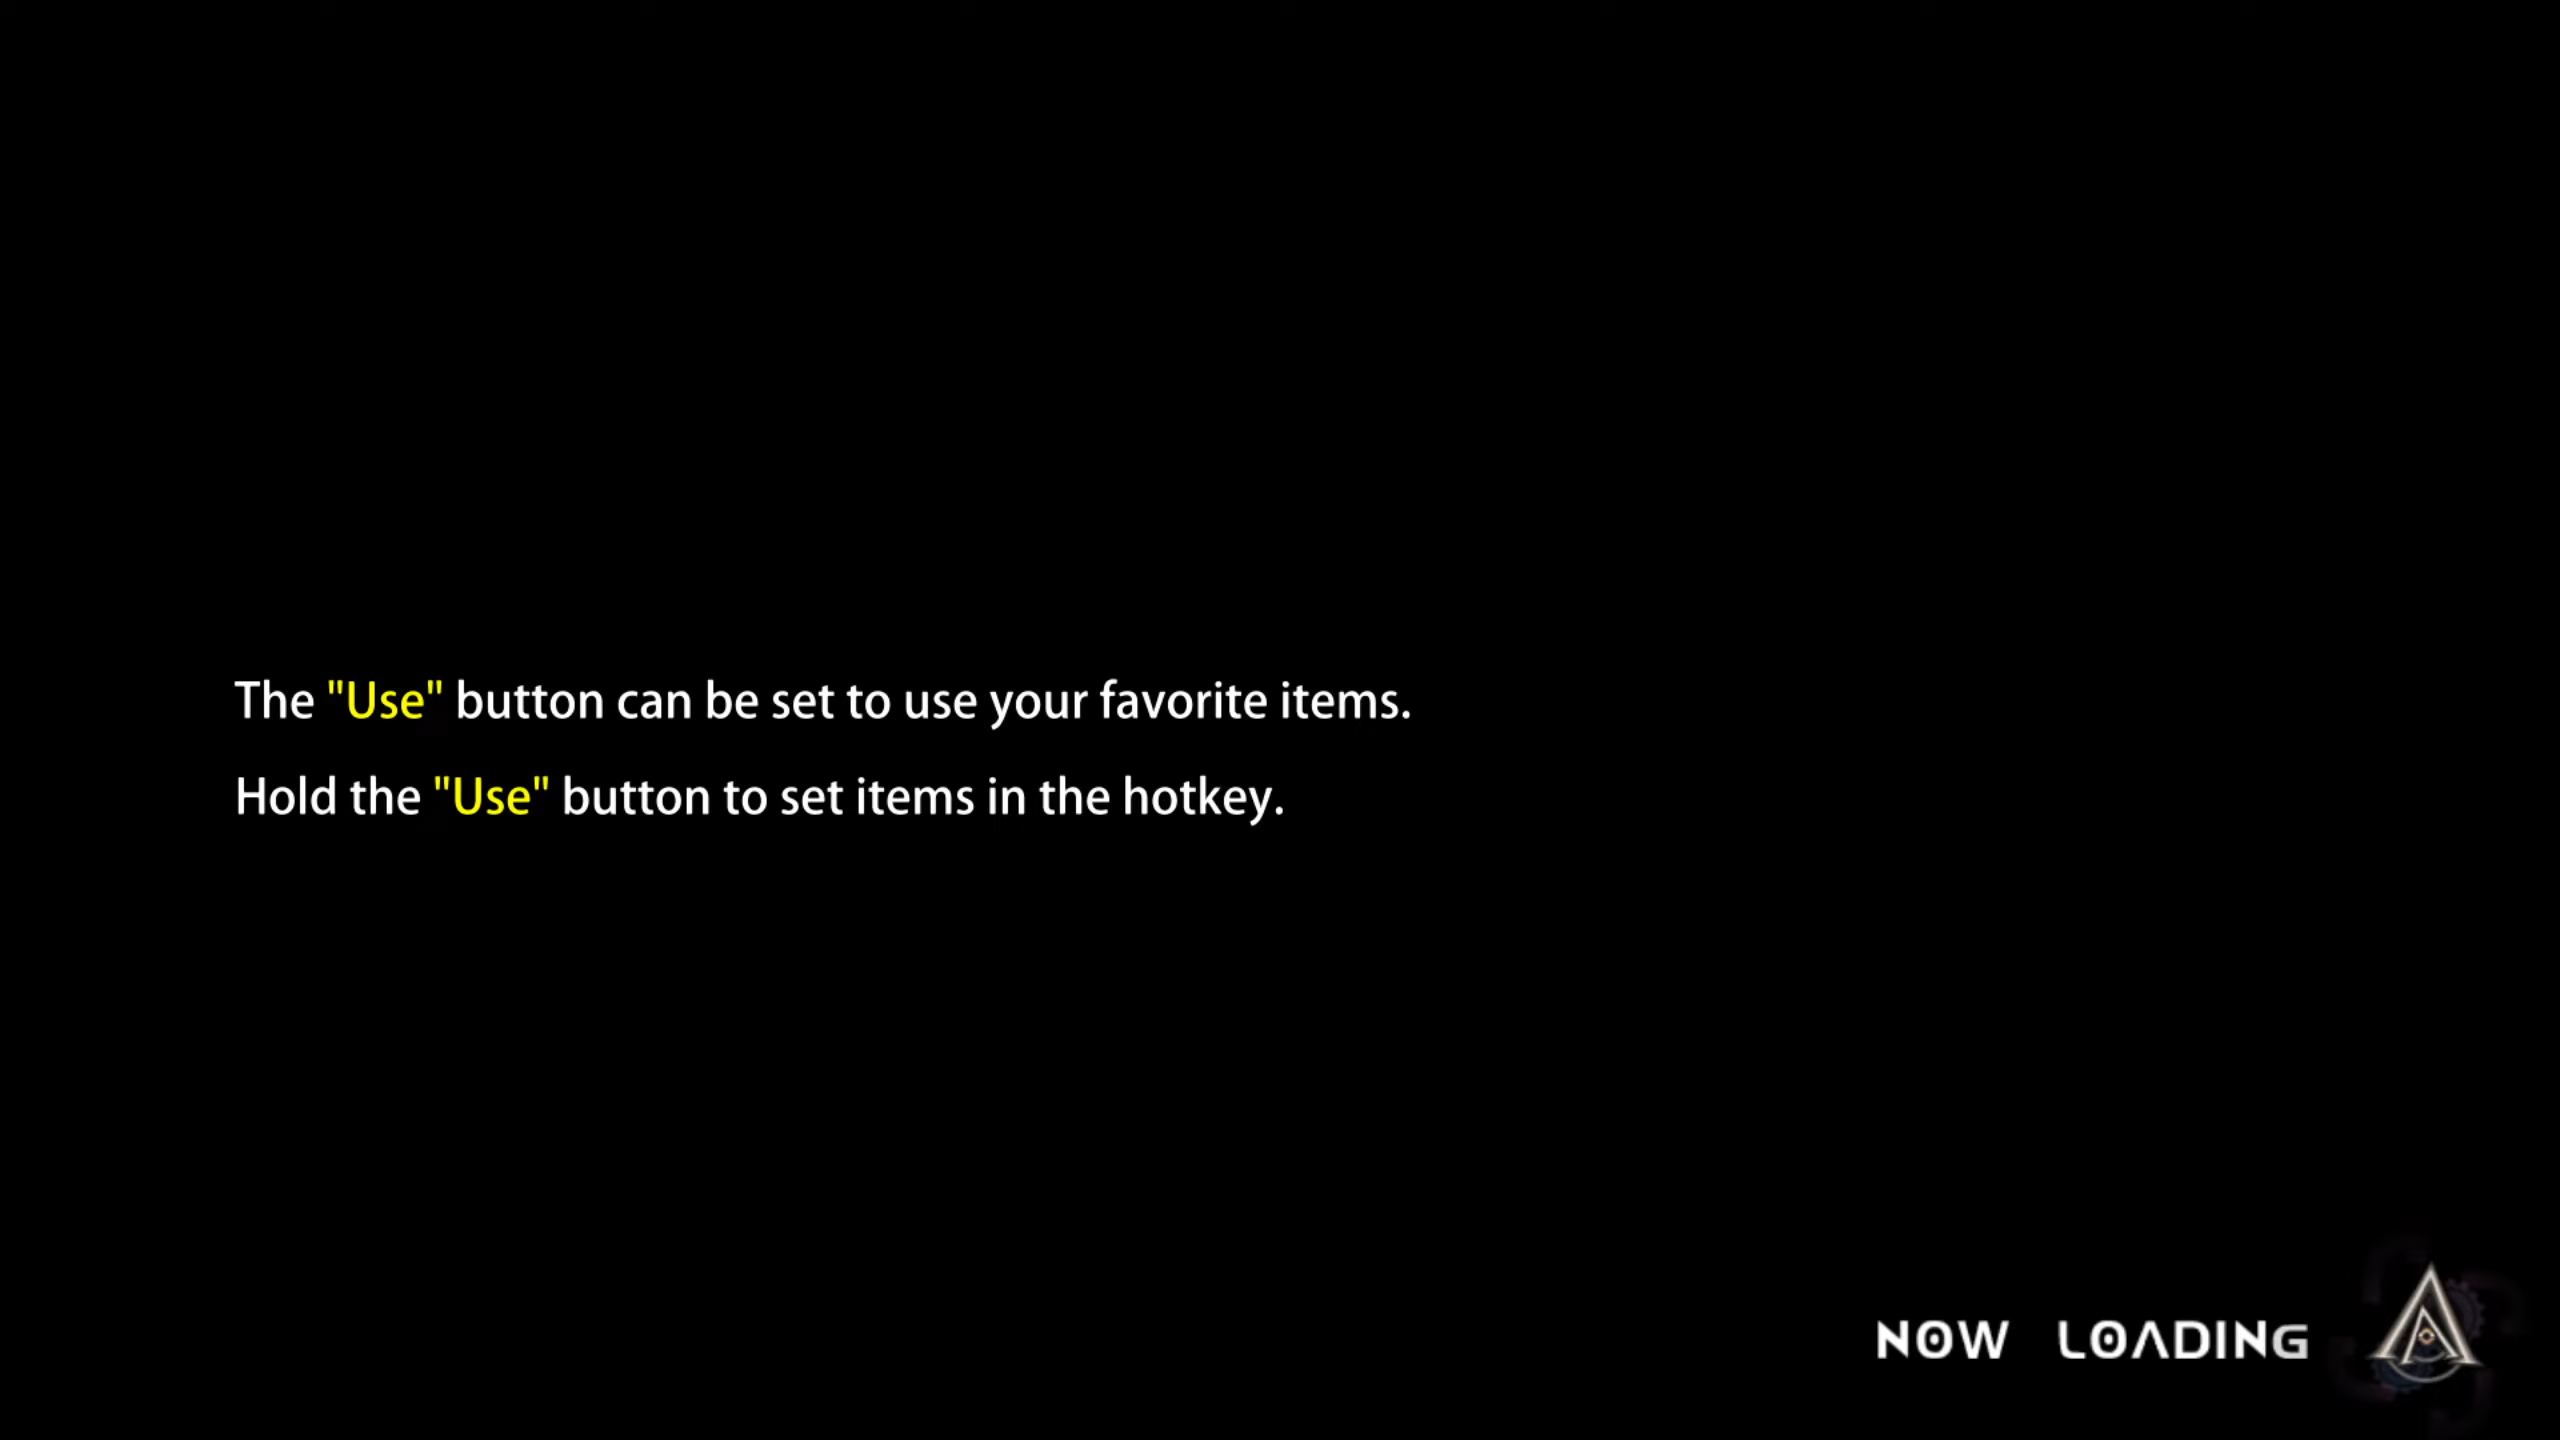 The "Use" button can be set to use your favorite items.
Hold the "Use" button to set items in the hotkey.
NOW LOADING